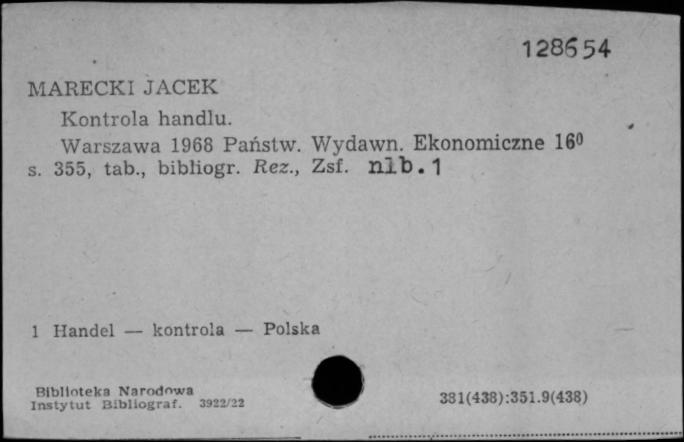 128654
MARECKI JACEK
Kontrola handlu.
Warszawa 1968 Państw. Wydawn. Ekonomiczne 16⁰
s. 355, tab., bibliogr. Rez., Zsf. nlb.1
1 Handel — kontrola — Polska
Biblioteka Narodowa
Instytut Bibliograf. 3922/22
381(438):351.9(438)